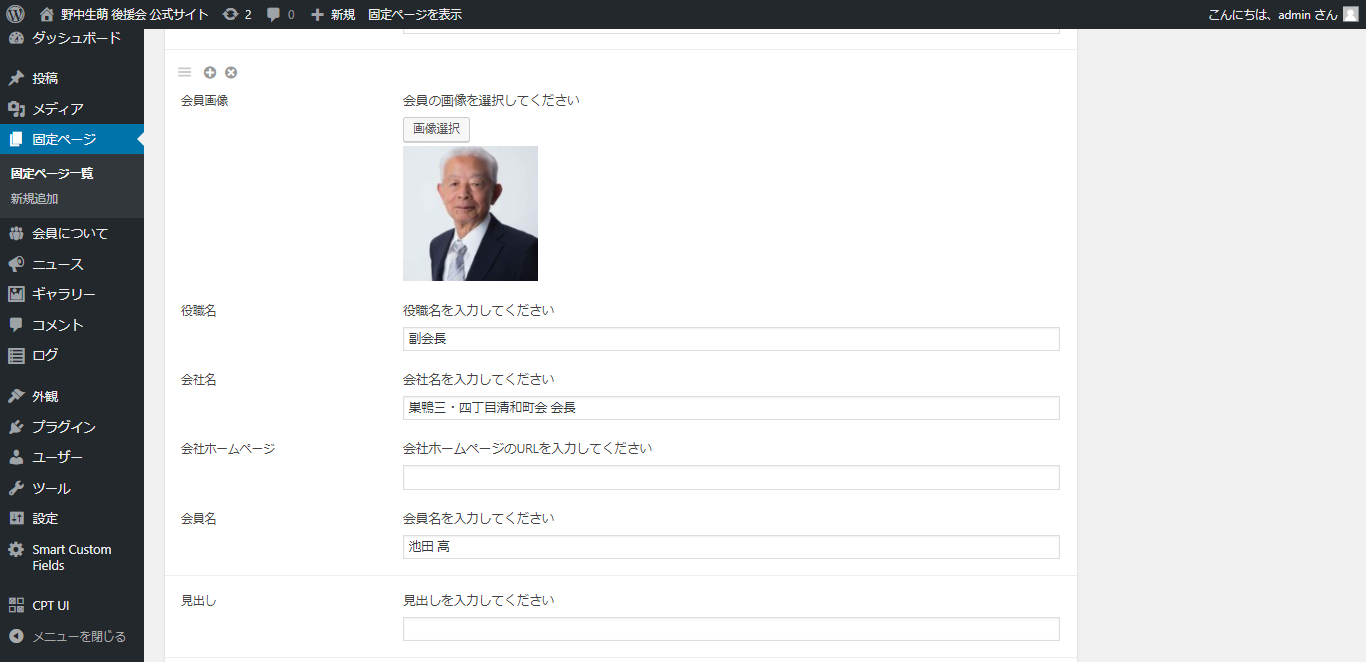 野中生萌 後援会 公式サイト 2 0 新規 固定ページを表示 こんにちは、admin さん
ダッシュボード
投稿
メディア
固定ページ
固定ページ一覧
新規追加
会員について
ニュース
ギャラリー
コメント
ログ
外観
プラグイン
ユーザー
ツール
設定
Smart Custom
Fields
CPT UI
メニューを閉じる
会員画像
会員の画像を選択してください
画像選択
役職名
役職名を入力してください
副会長
会社名
会社名を入力してください
巣鴨三・四丁目清和町会 会長
会社ホームページ
会社ホームページのURLを入力してください
会員名
会員名を入力してください
池田 高
見出し
見出しを入力してください